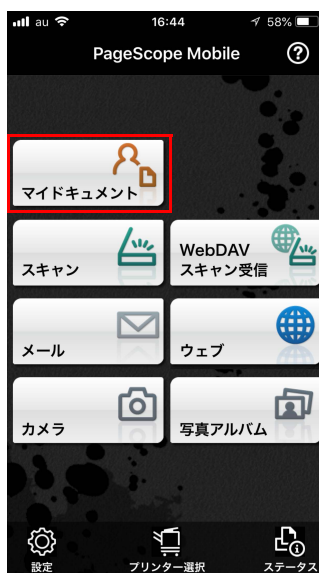 au 16:44 58%
PageScope Mobile ?
マイドキュメント
スキャン
WebDAV
スキャン受信
メール
ウェブ
カメラ
写真アルバム
設定
プリンター選択
ステータス